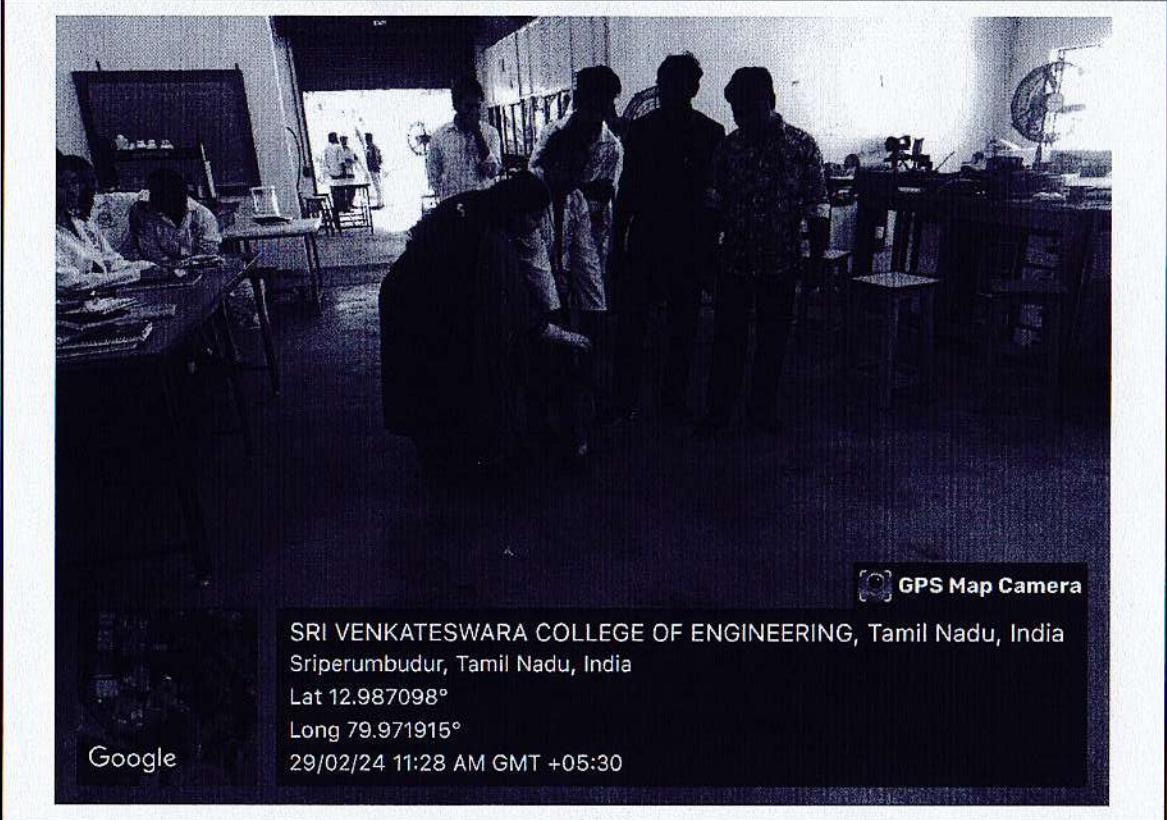 GPS Map Camera
SRI VENKATESWARA COLLEGE OF ENGINEERING, Tamil Nadu, India
Sriperumbudur, Tamil Nadu, India
Lat 12.987098°
Long 79.971915°
29/02/24 11:28 AM GMT +05:30
Google